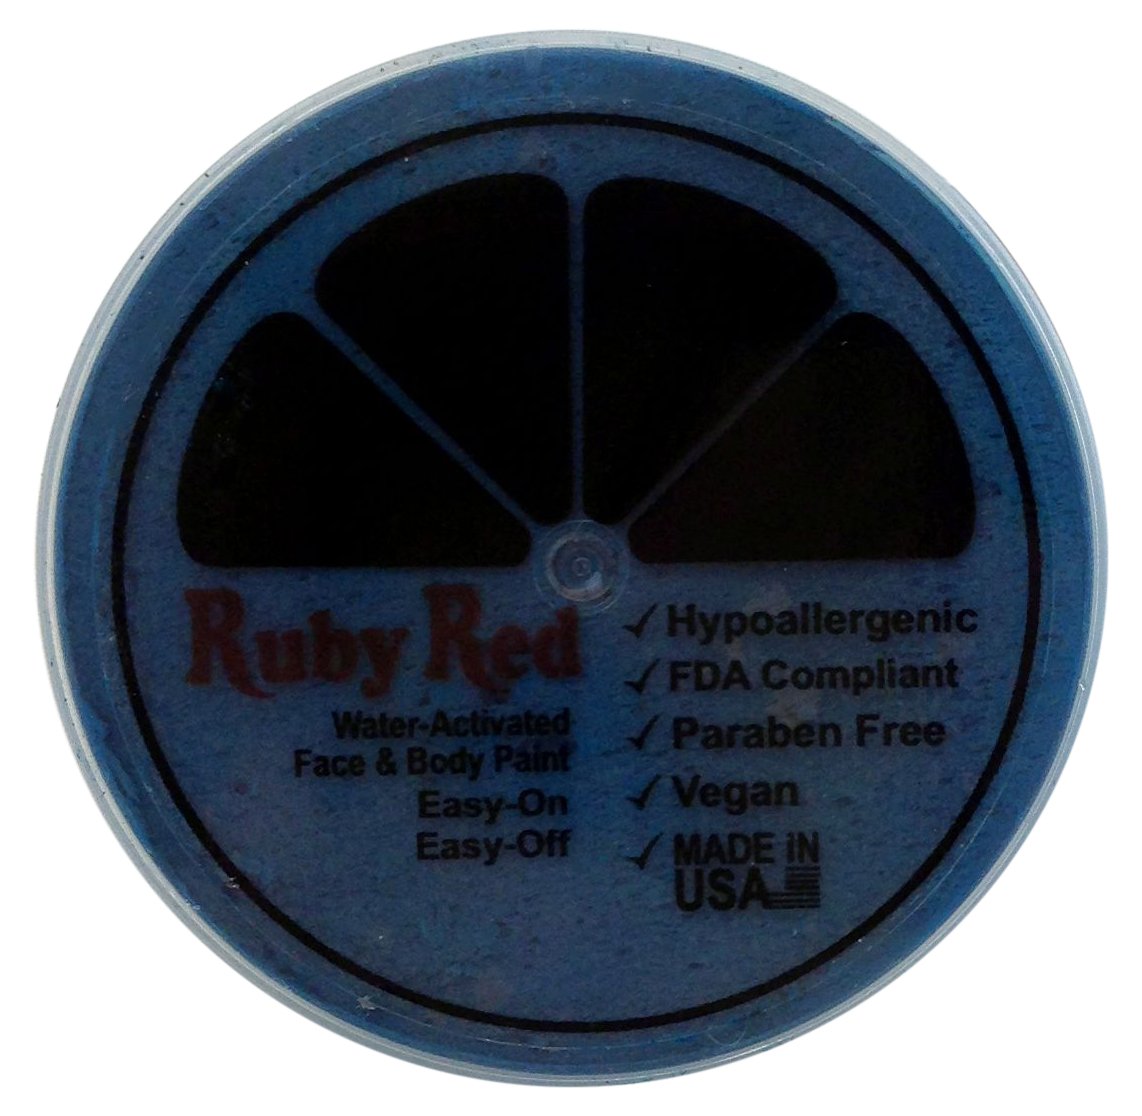 Ruby Red
Water-Activated
Face & Body Paint
Easy-On
Easy-Off
✓ Hypoallergenic
✓ FDA Compliant
✓ Paraben Free
✓ Vegan
✓ MADE IN
USA